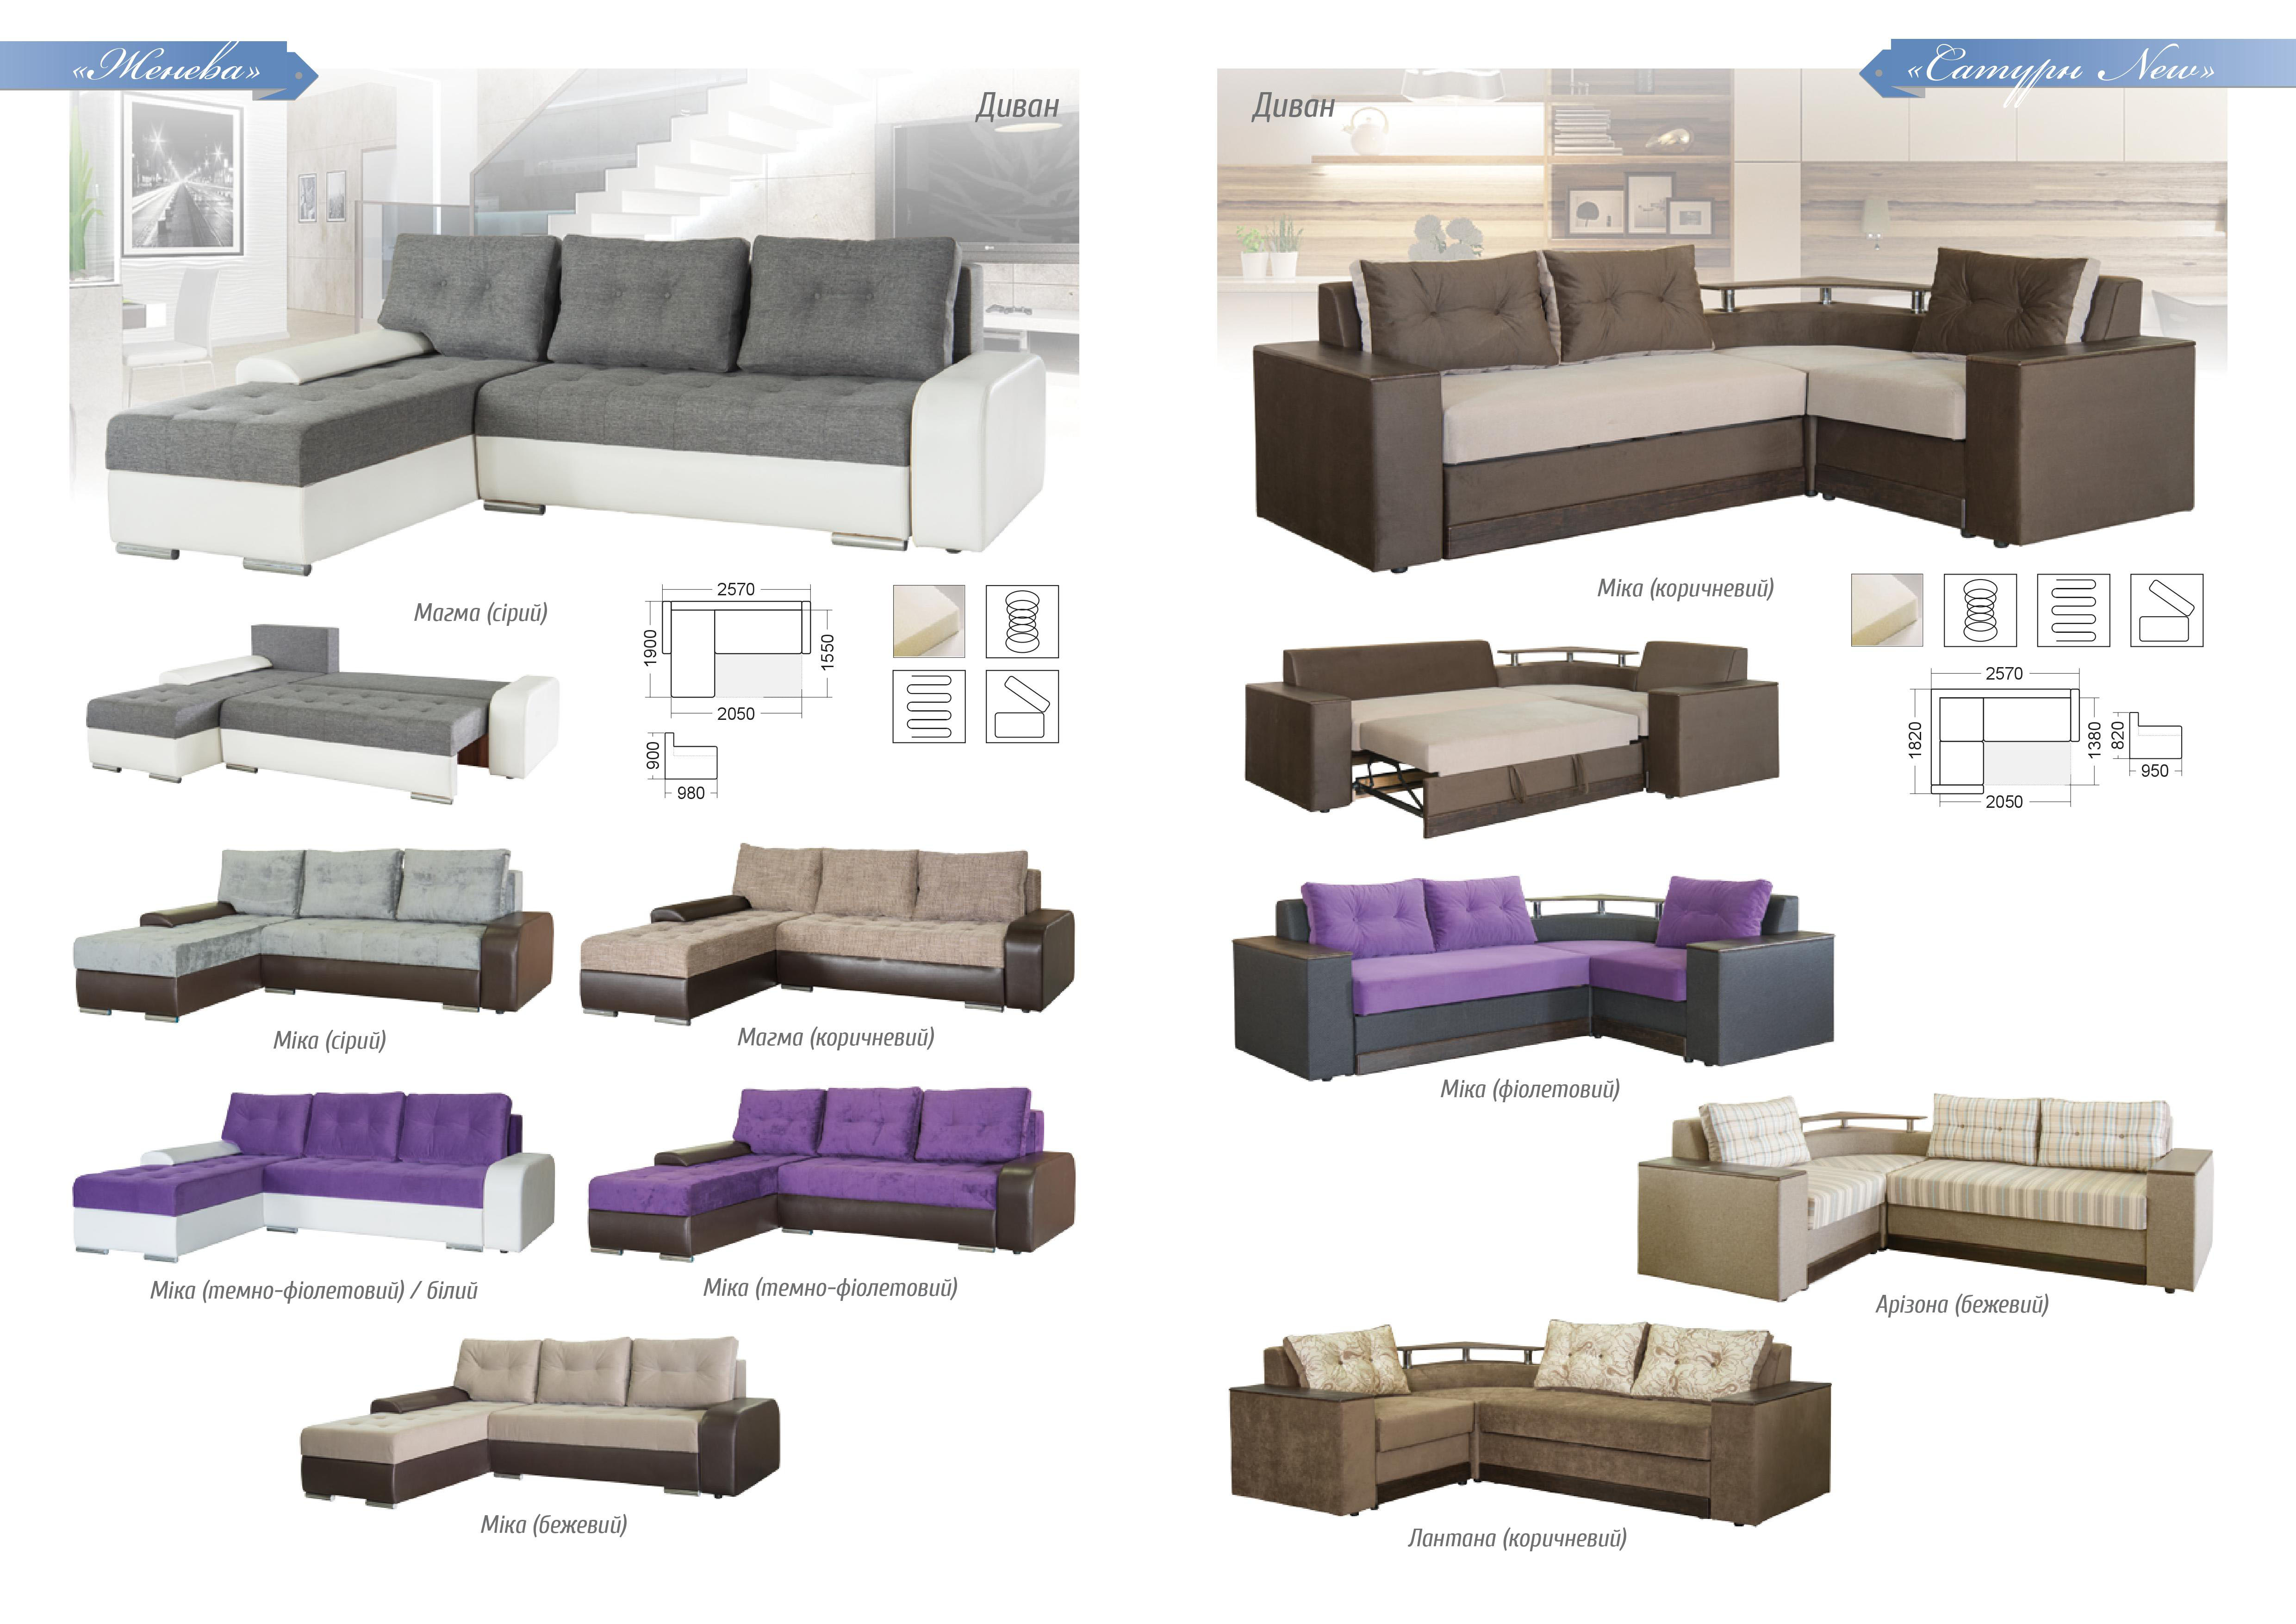 «Женева»
Диван
Магма (сірий)
2570
1900
1550
2050
900
980
Міка (сірий)
Магма (коричневий)
Міка (темно-фіолетовий) / білий
Міка (темно-фіолетовий)
Міка (бежевий)
«Сатурн New»
Диван
Міка (коричневий)
2570
1820
1380
820
950
2050
Міка (фіолетовий)
Арізона (бежевий)
Лантана (коричневий)